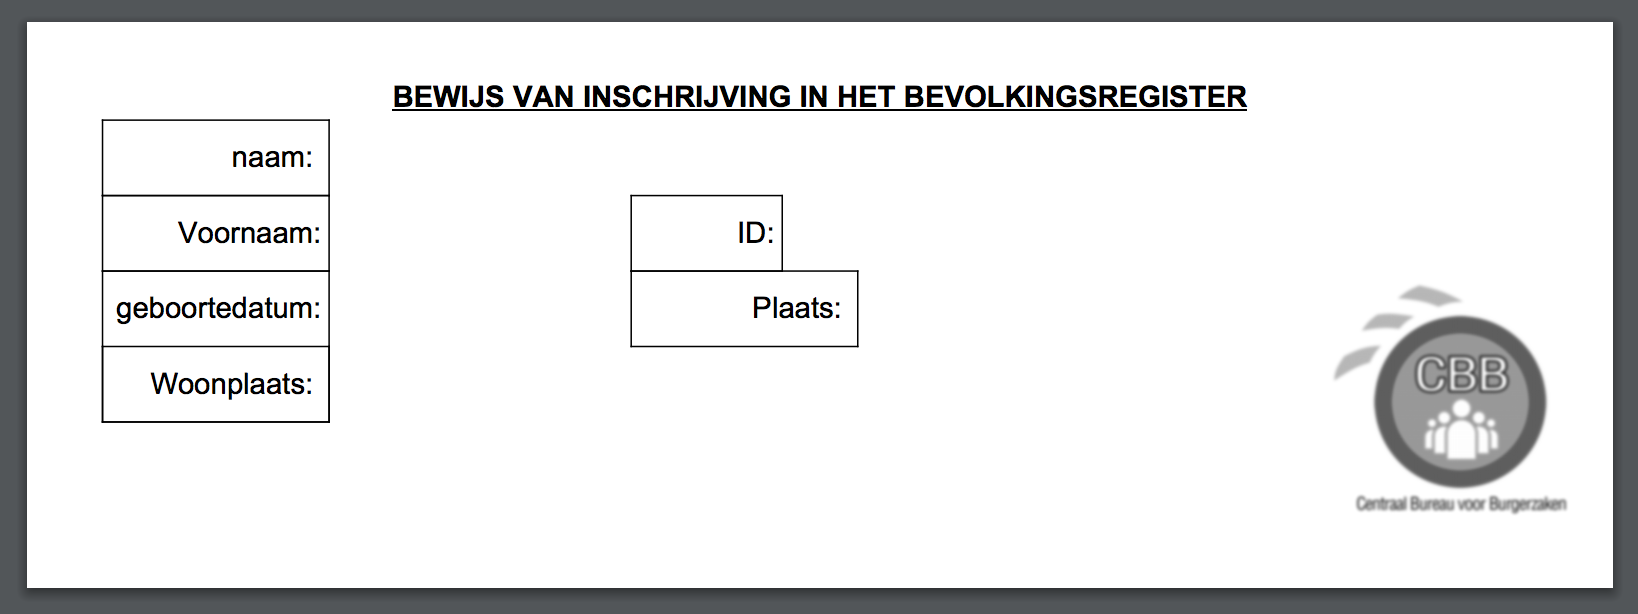 BEWIJS VAN INSCHRIJVING IN HET BEVOLKINGSREGISTER
naam:
Voornaam:
ID:
geboortedatum:
Plaats:
Woonplaats:
CBB
Centraal Bureau voor Burgerzaken